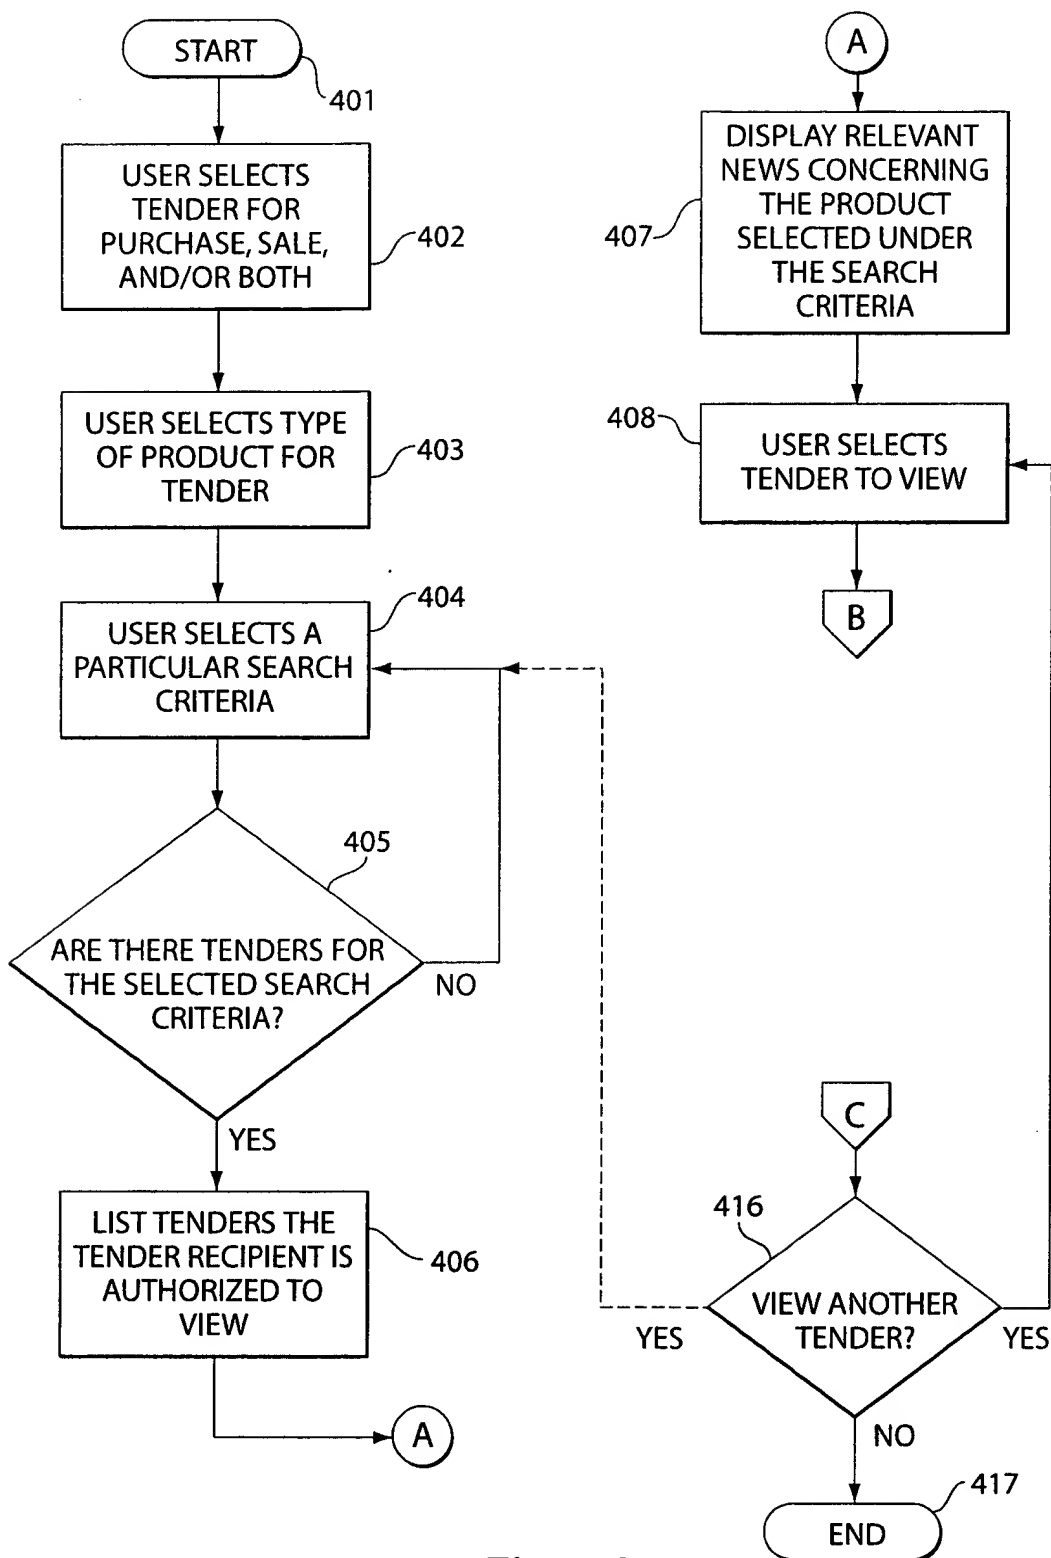 START
401
USER SELECTS
TENDER FOR
PURCHASE, SALE,
AND/OR BOTH
402
USER SELECTS TYPE
OF PRODUCT FOR
TENDER
403
404
USER SELECTS A
PARTICULAR SEARCH
CRITERIA
405
ARE THERE TENDERS FOR
THE SELECTED SEARCH
CRITERIA?
NO
YES
LIST TENDERS THE
TENDER RECIPIENT IS
AUTHORIZED TO
VIEW
406
A
A
DISPLAY RELEVANT
NEWS CONCERNING
THE PRODUCT
SELECTED UNDER
THE SEARCH
CRITERIA
407
408
USER SELECTS
TENDER TO VIEW
B
C
416
VIEW ANOTHER
TENDER?
YES
YES
NO
417
END